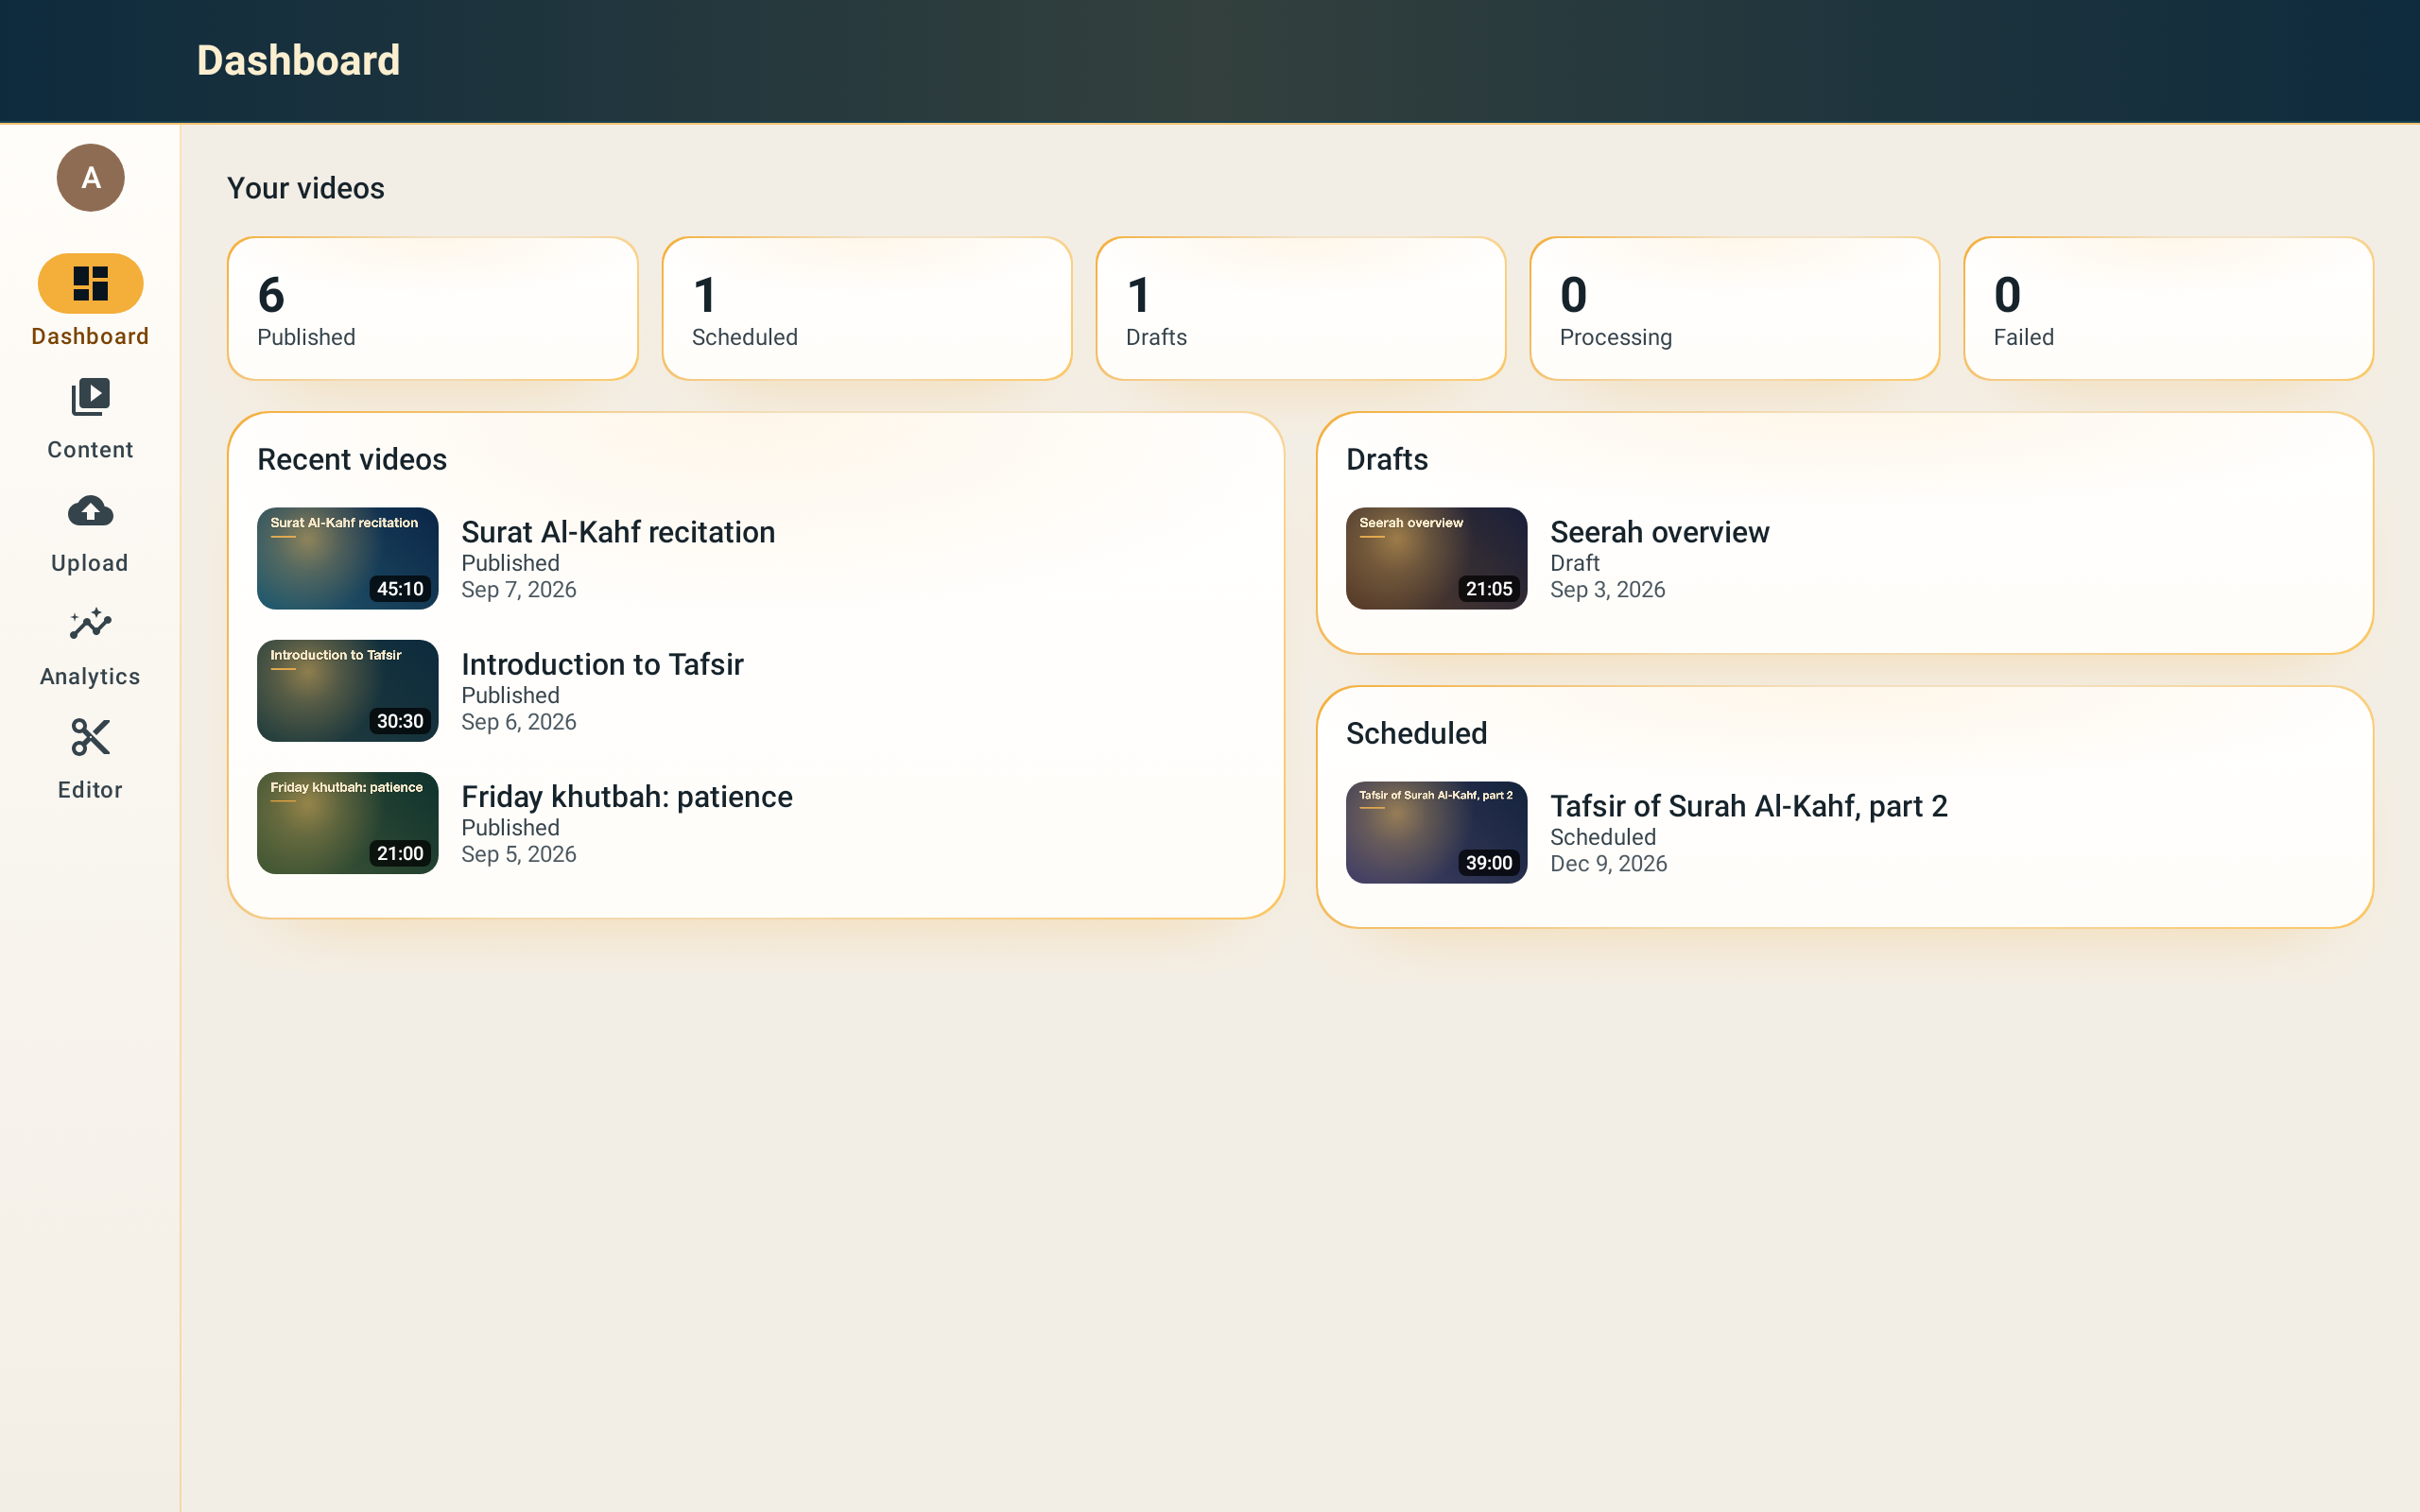 Dashboard
A
Dashboard
Content
Upload
Analytics
Editor
Your videos
6
Published
1
Scheduled
1
Drafts
0
Processing
0
Failed
Recent videos
Surat Al-Kahf recitation
45:10
Surat Al-Kahf recitation
Published
Sep 7, 2026
Introduction to Tafsir
30:30
Introduction to Tafsir
Published
Sep 6, 2026
Friday khutbah: patience
21:00
Friday khutbah: patience
Published
Sep 5, 2026
Drafts
Seerah overview
21:05
Seerah overview
Draft
Sep 3, 2026
Scheduled
Tafsir of Surah Al-Kahf, part 2
39:00
Tafsir of Surah Al-Kahf, part 2
Scheduled
Dec 9, 2026